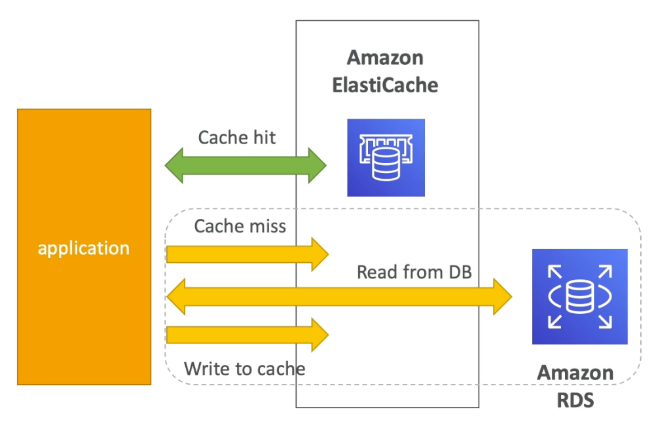 Amazon
ElastiCache
Cache hit
application
Cache miss
Read from DB
Write to cache
Amazon
RDS